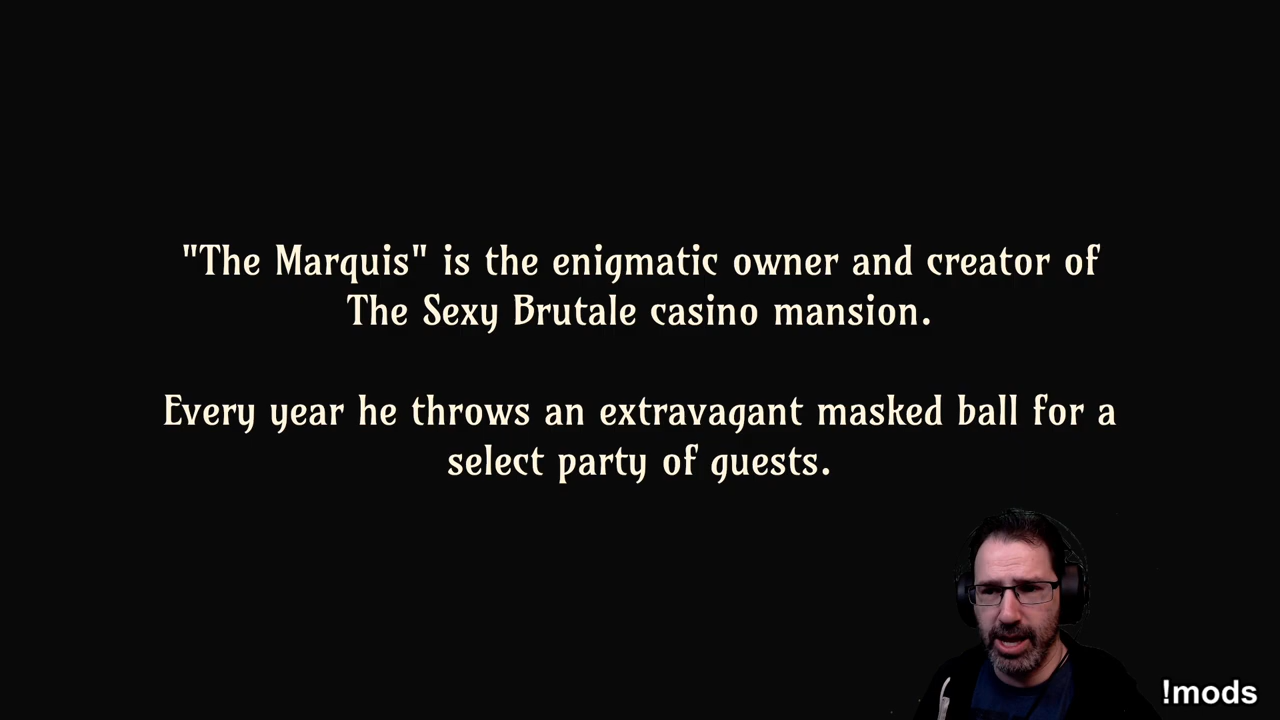 "The Marquis" is the enigmatic owner and creator of
The Sexy Brutale casino mansion.
Every year he throws an extravagant masked ball for a
select party of guests.
!mods